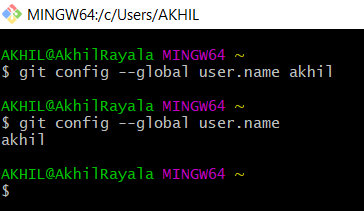 MINGW64:/c/Users/AKHIL
AKHIL@AkhilRayala MINGW64 ~
$ git config --global user.name akhil
AKHIL@AkhilRayala MINGW64 ~
$ git config --global user.name
akhil
AKHIL@AkhilRayala MINGW64 ~
$